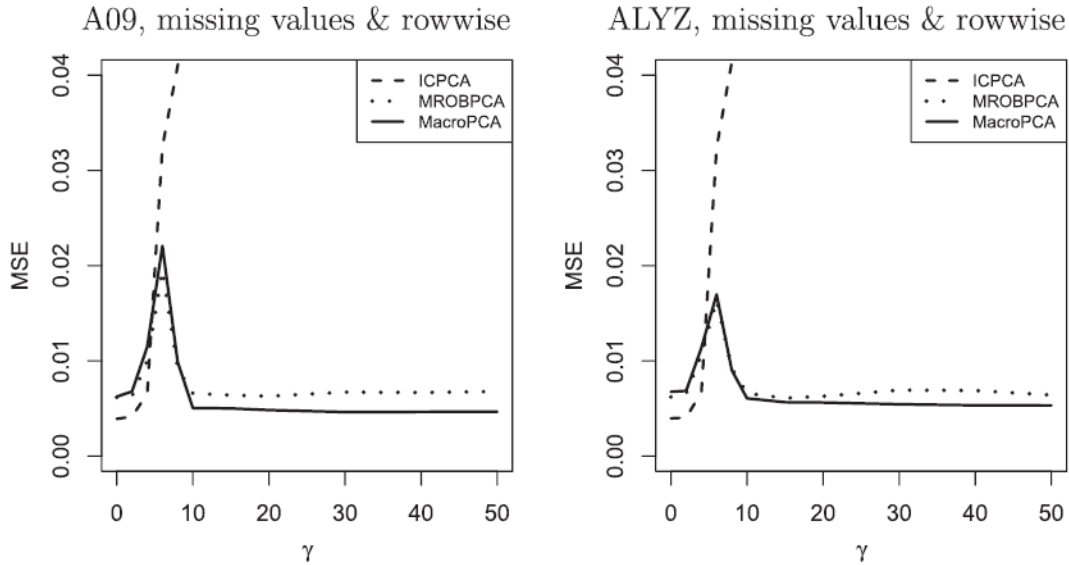 A09, missing values & rowwise
ICPCA
MROBPCA
MacroPCA
MSE
0.04
0.03
0.02
0.01
0.00
0 10 20 30 40 50
γ
ALYZ, missing values & rowwise
ICPCA
MROBPCA
MacroPCA
MSE
0.04
0.03
0.02
0.01
0.00
0 10 20 30 40 50
γ